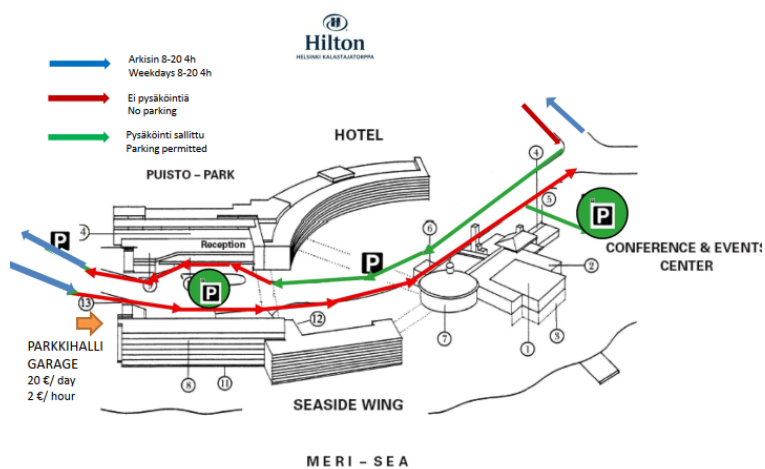 Hilton
HELSINKI KALASTAJATORPPA
Arkisin 8-20 4h
Weekdays 8-20 4h
Ei pysäköintiä
No parking
Pysäköinti sallittu
Parking permitted
HOTEL
PUISTO – PARK
4
4
5
P
Reception
6
P
P
CONFERENCE & EVENTS
CENTER
2
P
13
12
7
1
3
PARKKIHALLI
GARAGE
20 €/ day
2 €/ hour
8
11
SEASIDE WING
MERI – SEA